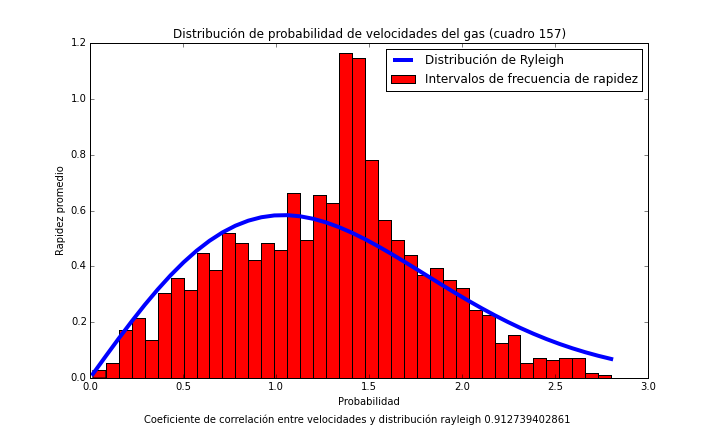 Distribución de probabilidad de velocidades del gas (cuadro 157)
Distribución de Ryleigh
Intervalos de frecuencia de rapidez
Rapidez promedio
1.2
1.0
0.8
0.6
0.4
0.2
0.0
0.0 0.5 1.0 1.5 2.0 2.5 3.0
Probabilidad
Coeficiente de correlación entre velocidades y distribución rayleigh 0.912739402861